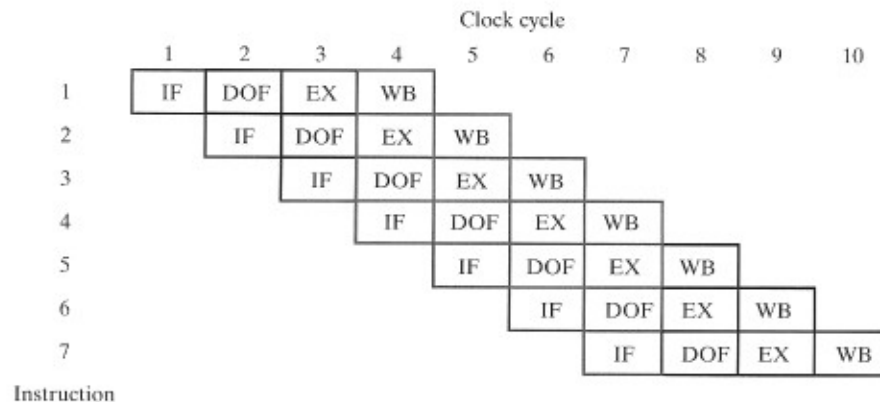 Clock cycle
1 2 3 4 5 6 7 8 9 10
1 IF DOF EX WB
2 IF DOF EX WB
3 IF DOF EX WB
4 IF DOF EX WB
5 IF DOF EX WB
6 IF DOF EX WB
7 IF DOF EX WB
Instruction